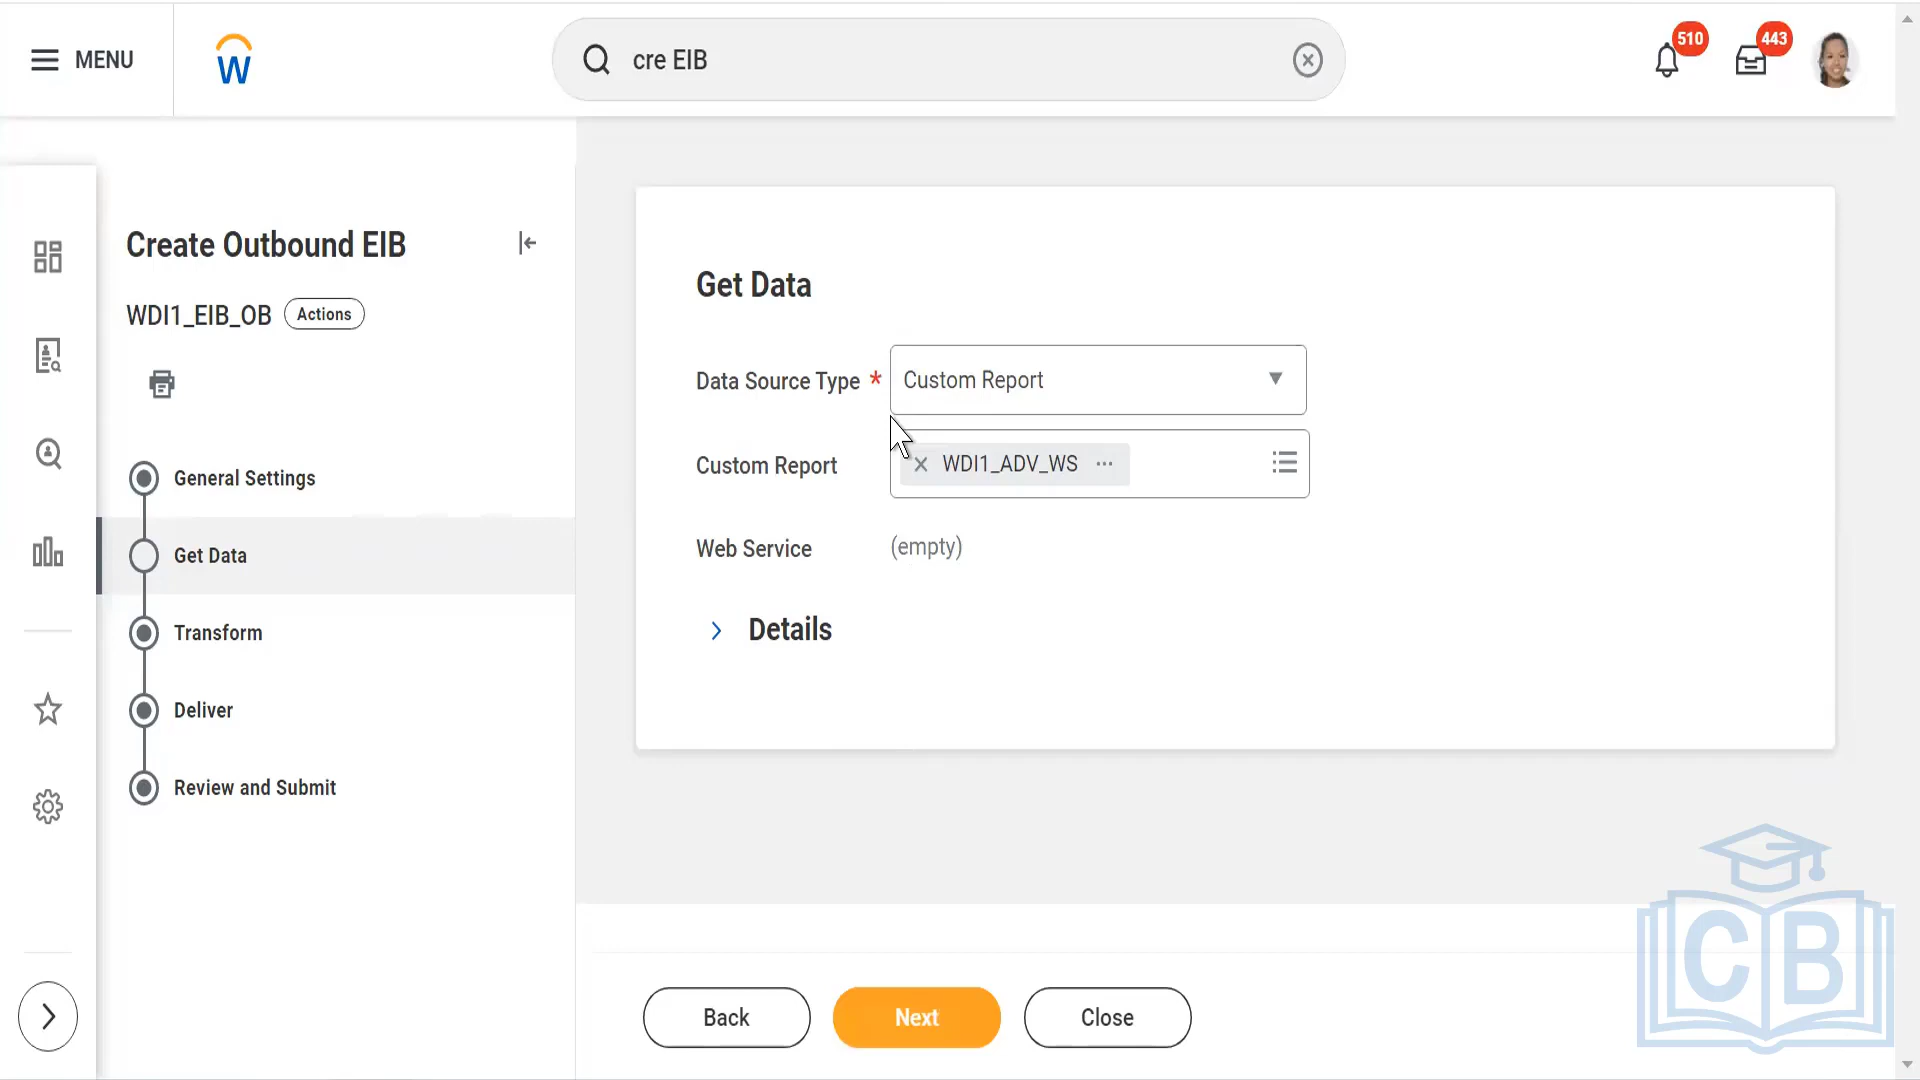 MENU
cre EIB
510
443
Create Outbound EIB
WDI1_EIB_OB
Actions
General Settings
Get Data
Transform
Deliver
Review and Submit
Get Data
Data Source Type *
Custom Report
Custom Report
WDI1_ADV_WS
Web Service
(empty)
Details
Back
Next
Close
CB